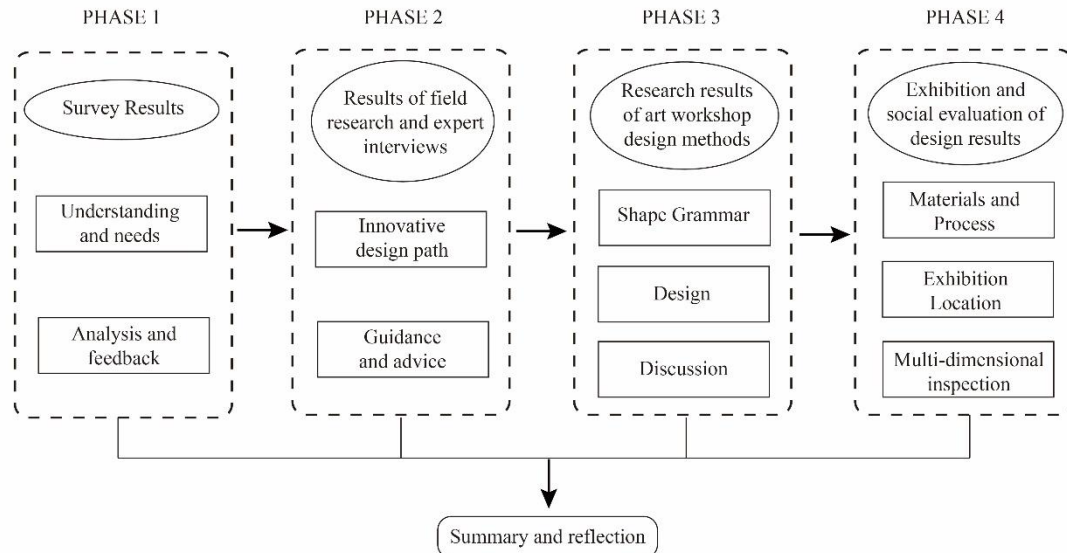 PHASE 1
PHASE 2
PHASE 3
PHASE 4
Survey Results
Understanding
and needs
Analysis and
feedback
Results of field
research and expert
interviews
Innovative
design path
Guidance
and advice
Research results
of art workshop
design methods
Shape Grammar
Design
Discussion
Exhibition and
social evaluation of
design results
Materials and
Process
Exhibition
Location
Multi-dimensional
inspection
Summary and reflection